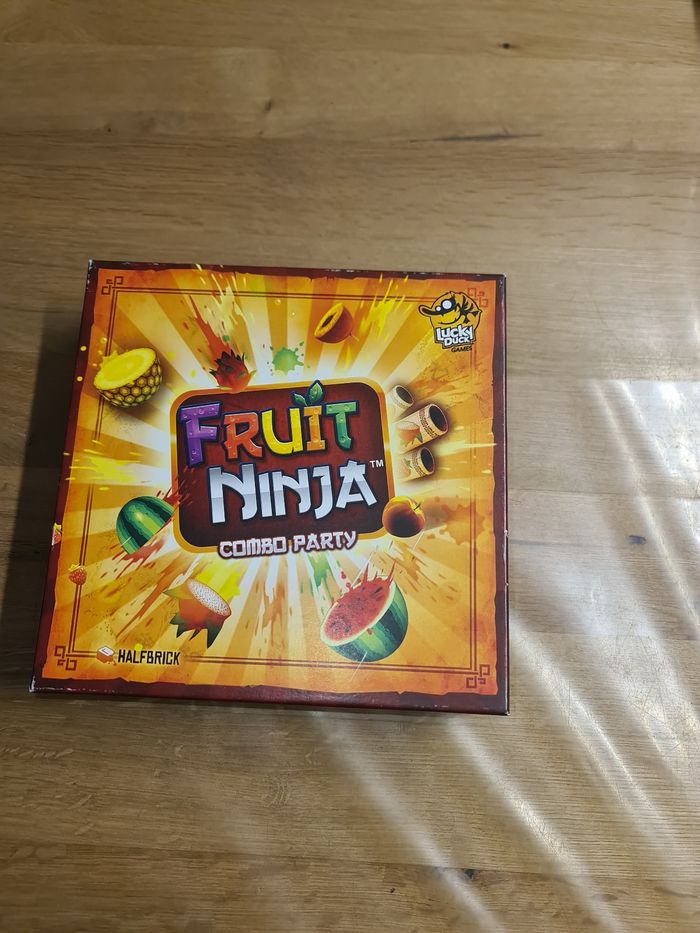 LUCKY
DUCK
GAMES
FRUIT
NINJA™
COMBO PARTY
HALFBRICK